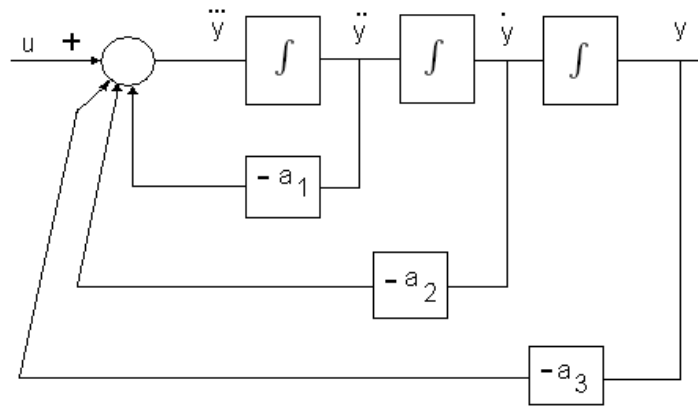 u + y⃛ ∫ ÿ ∫ ẏ ∫ y
-a₁
-a₂
-a₃